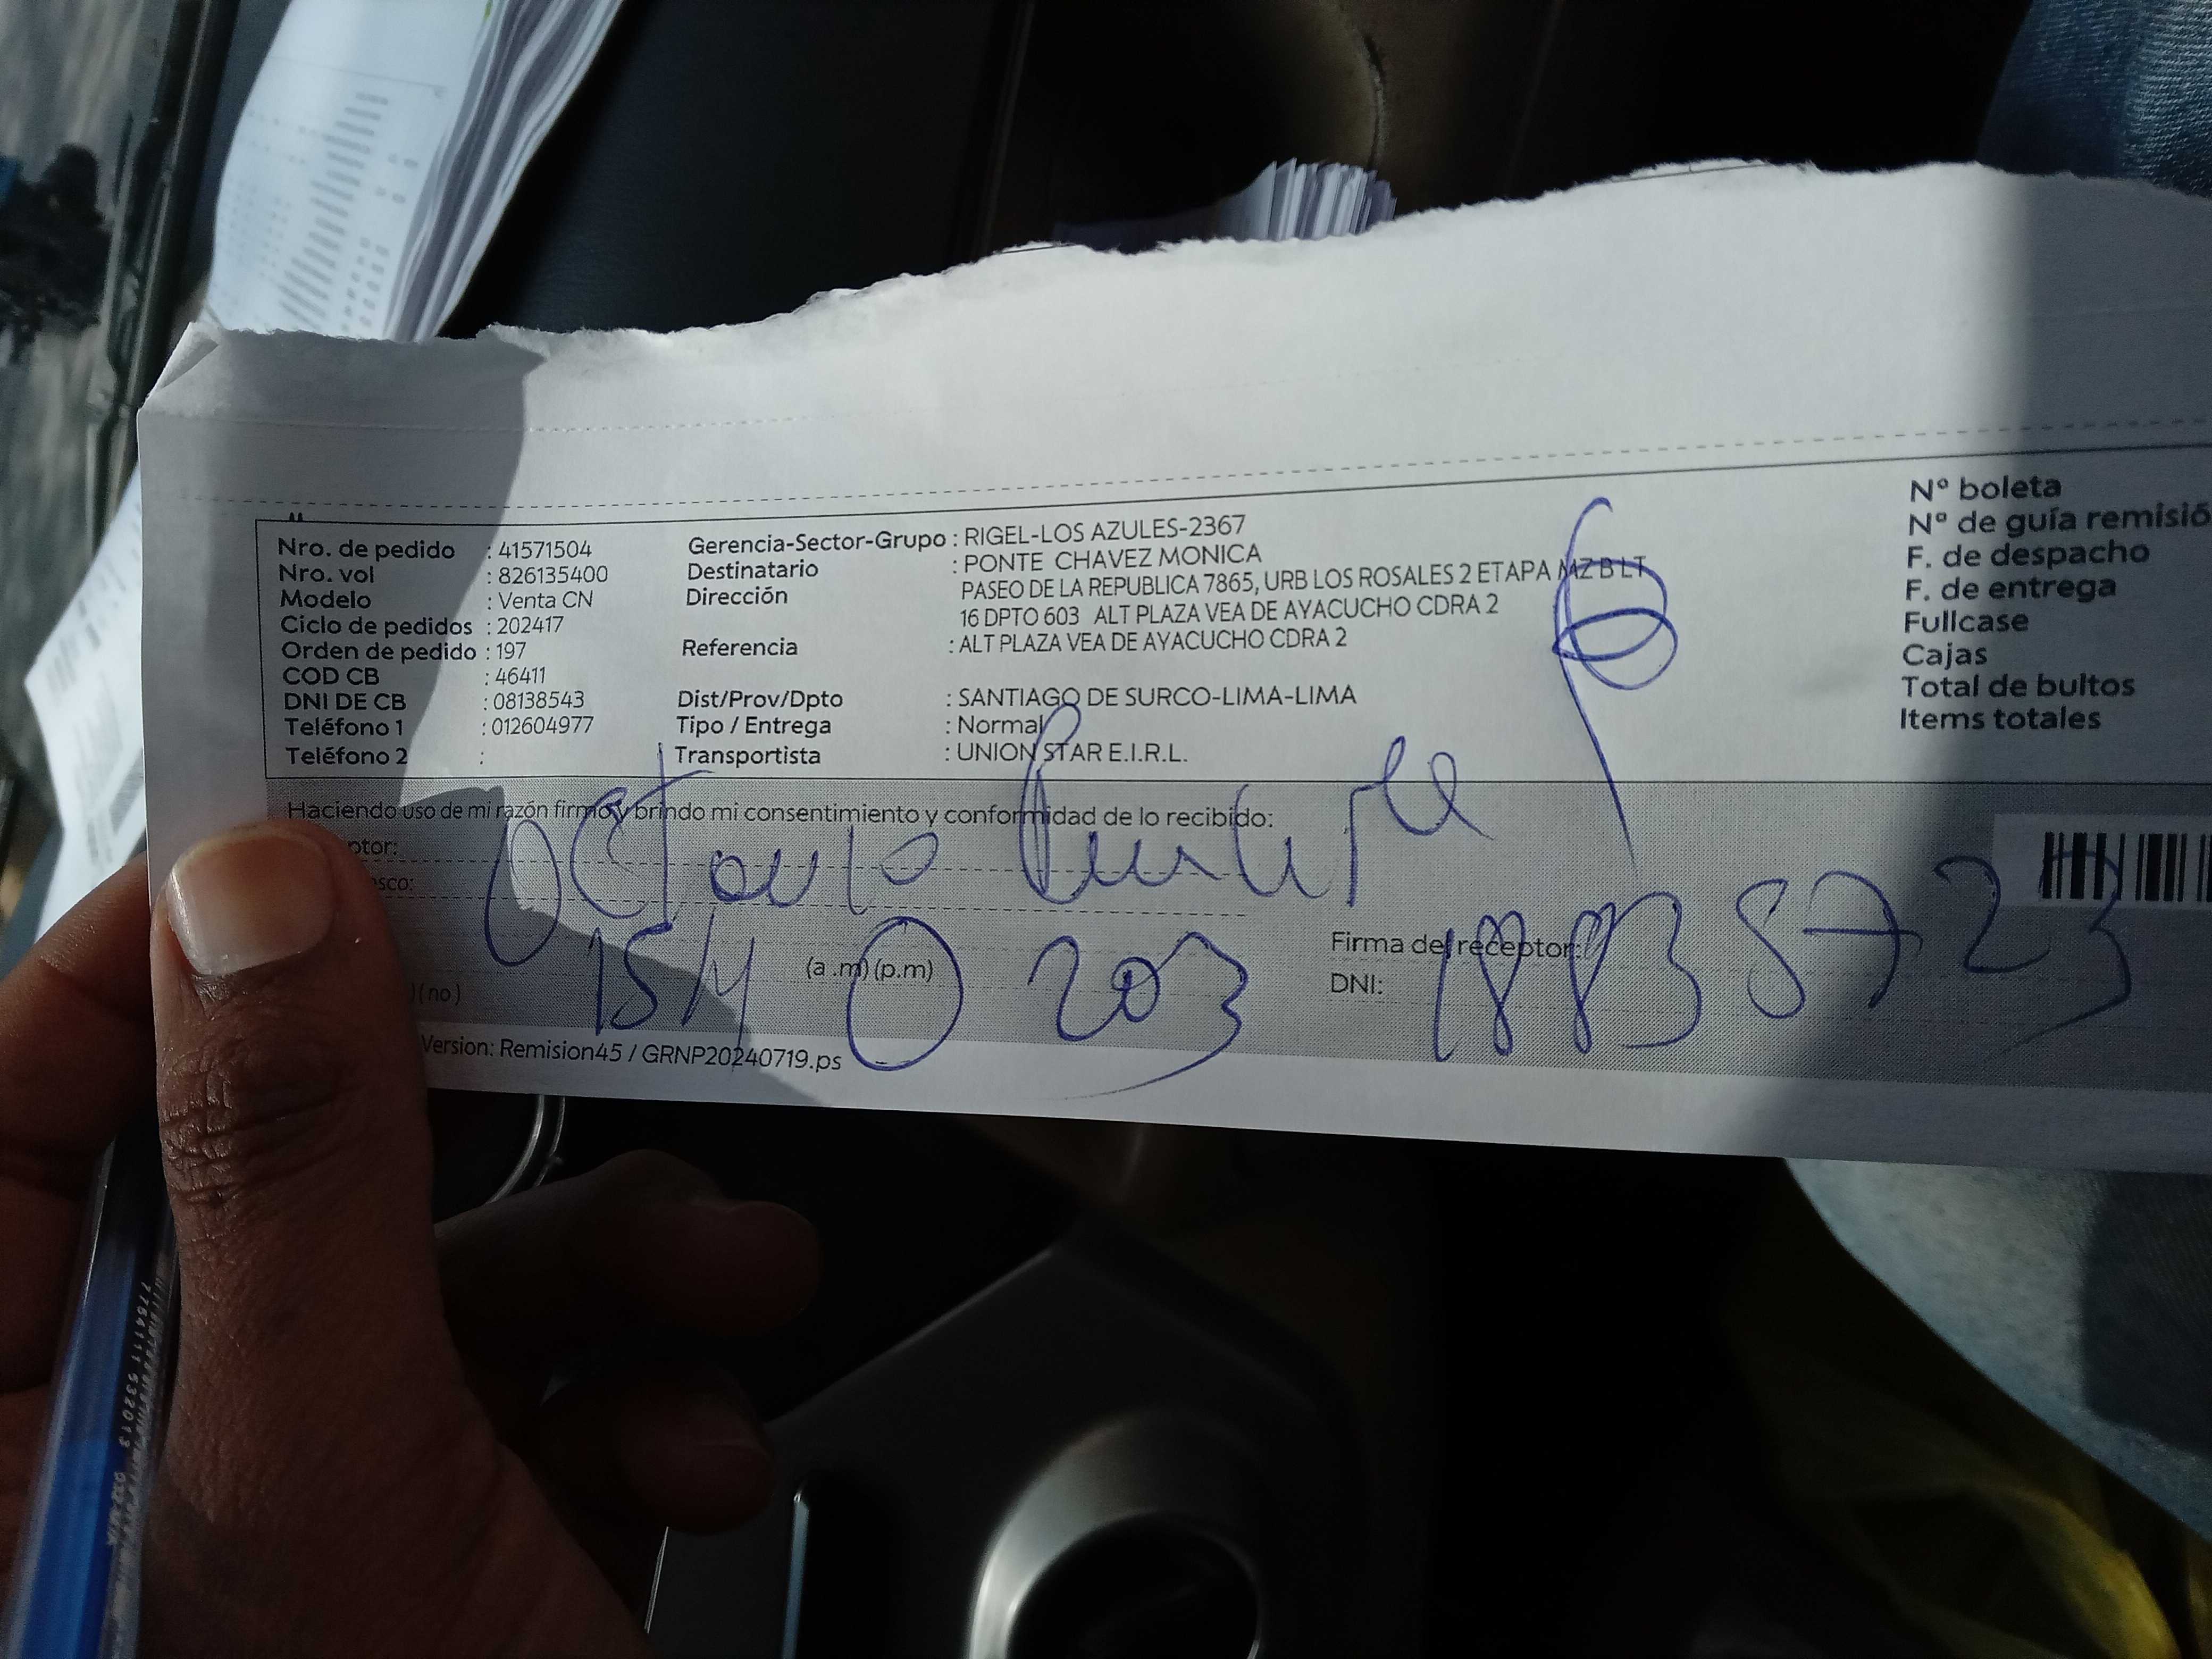 Nro. de pedido : 41571504
Nro. vol : 826135400
Modelo : Venta CN
Ciclo de pedidos : 202417
Orden de pedido : 197
COD CB : 46411
DNI DE CB : 08138543
Teléfono 1 : 012604977
Teléfono 2 :
Gerencia-Sector-Grupo : RIGEL-LOS AZULES-2367
Destinatario : PONTE CHAVEZ MONICA
Dirección PASEO DE LA REPUBLICA 7865, URB LOS ROSALES 2 ETAPA MZ B LT
16 DPTO 603 ALT PLAZA VEA DE AYACUCHO CDRA 2
Referencia : ALT PLAZA VEA DE AYACUCHO CDRA 2
Dist/Prov/Dpto : SANTIAGO DE SURCO-LIMA-LIMA
Tipo / Entrega : Normal
Transportista : UNION STAR E.I.R.L.
Nº boleta
Nº de guía remisió
F. de despacho
F. de entrega
Fullcase
Cajas
Total de bultos
Items totales
Haciendo uso de mi razón firmo y brindo mi consentimiento y conformidad de lo recibido:
ptor:
sco:
Octavio
(a .m) (p.m) 203
Firma del receptor:
DNI: 18838723
)( no )
Version: Remision45 / GRNP20240719.ps